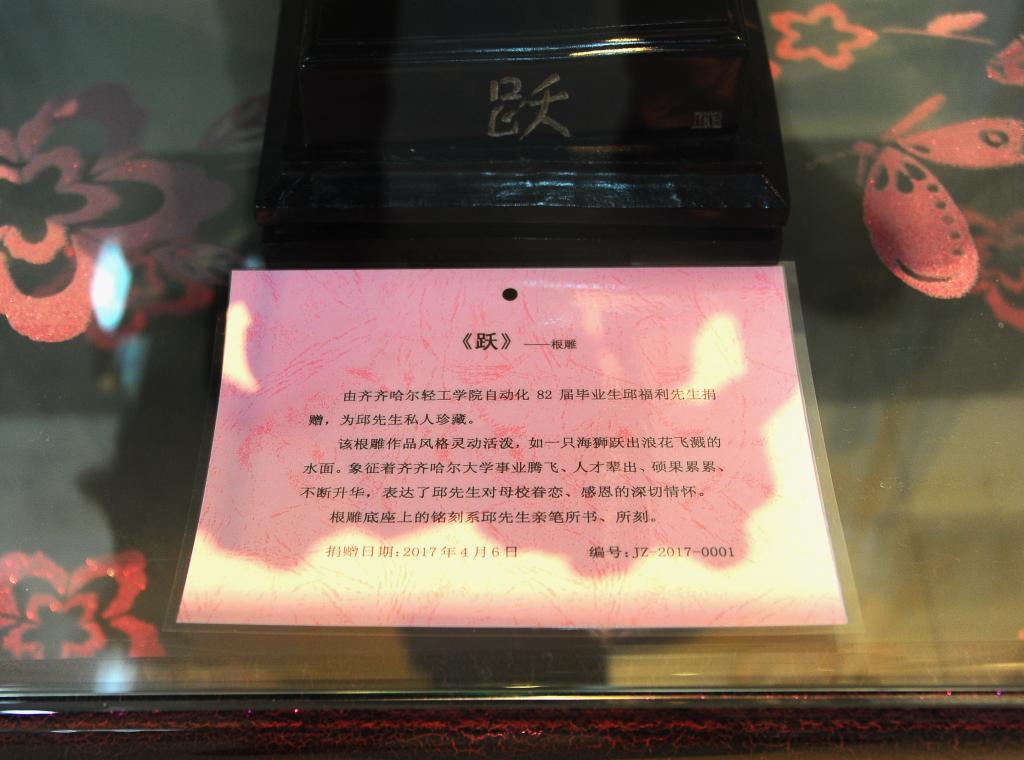 跃
《跃》——根雕
由齐齐哈尔轻工学院自动化 82 届毕业生邱福利先生捐
赠，为邱先生私人珍藏。
该根雕作品风格灵动活泼，如一只海狮跃出浪花飞溅的
水面。象征着齐齐哈尔大学事业腾飞、人才辈出、硕果累累、
不断升华，表达了邱先生对母校眷恋、感恩的深切情怀。
根雕底座上的铭刻系邱先生亲笔所书、所刻。
捐赠日期:2017 年 4 月 6 日 编号:JZ-2017-0001